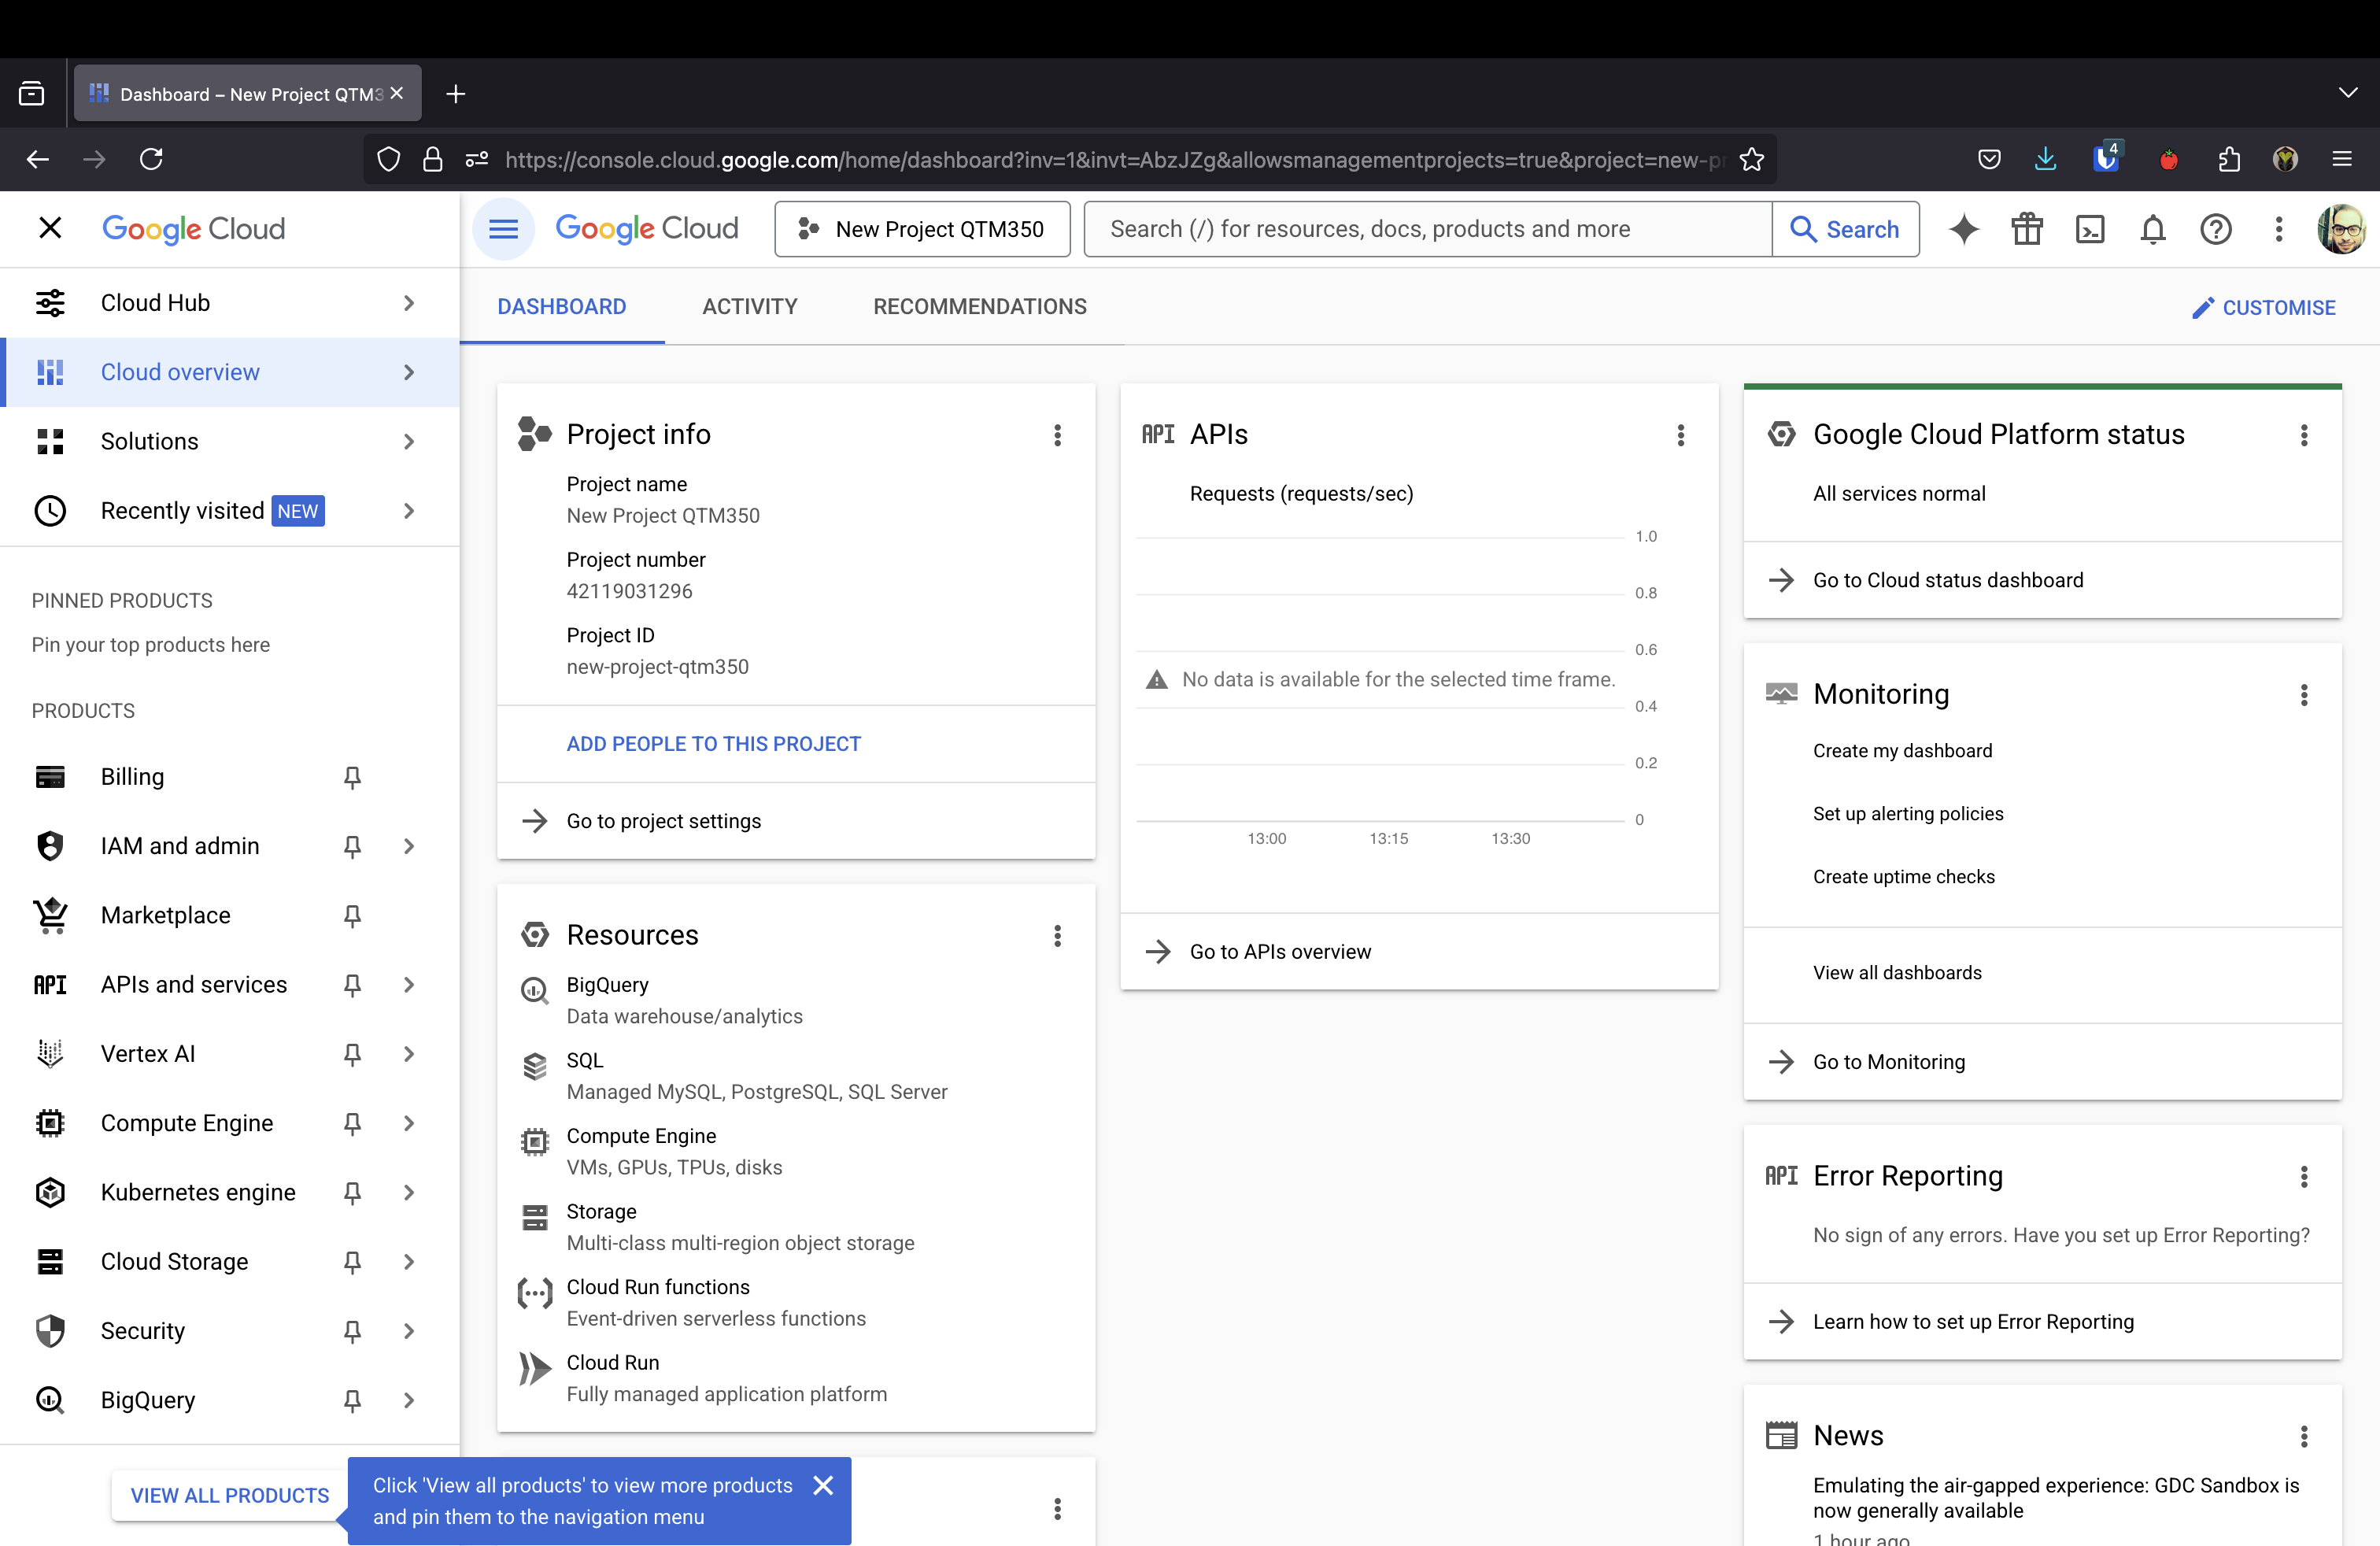 Dashboard – New Project QTM3
https://console.cloud.google.com/home/dashboard?inv=1&invt=AbzJZg&allowsmanagementprojects=true&project=new-pr
4
Google Cloud
Cloud Hub
Cloud overview
Solutions
Recently visited NEW
PINNED PRODUCTS
Pin your top products here
PRODUCTS
Billing
IAM and admin
Marketplace
API APIs and services
Vertex AI
Compute Engine
Kubernetes engine
Cloud Storage
Security
BigQuery
VIEW ALL PRODUCTS
Click 'View all products' to view more products
and pin them to the navigation menu
Google Cloud
New Project QTM350
Search (/) for resources, docs, products and more
Search
DASHBOARD
ACTIVITY
RECOMMENDATIONS
CUSTOMISE
Project info
Project name
New Project QTM350
Project number
42119031296
Project ID
new-project-qtm350
ADD PEOPLE TO THIS PROJECT
Go to project settings
Resources
BigQuery
Data warehouse/analytics
SQL
Managed MySQL, PostgreSQL, SQL Server
Compute Engine
VMs, GPUs, TPUs, disks
Storage
Multi-class multi-region object storage
Cloud Run functions
Event-driven serverless functions
Cloud Run
Fully managed application platform
API APIs
Requests (requests/sec)
1.0
0.8
0.6
No data is available for the selected time frame.
0.4
0.2
0
13:00 13:15 13:30
Go to APIs overview
Google Cloud Platform status
All services normal
Go to Cloud status dashboard
Monitoring
Create my dashboard
Set up alerting policies
Create uptime checks
View all dashboards
Go to Monitoring
API Error Reporting
No sign of any errors. Have you set up Error Reporting?
Learn how to set up Error Reporting
News
Emulating the air-gapped experience: GDC Sandbox is
now generally available
1 hour ago